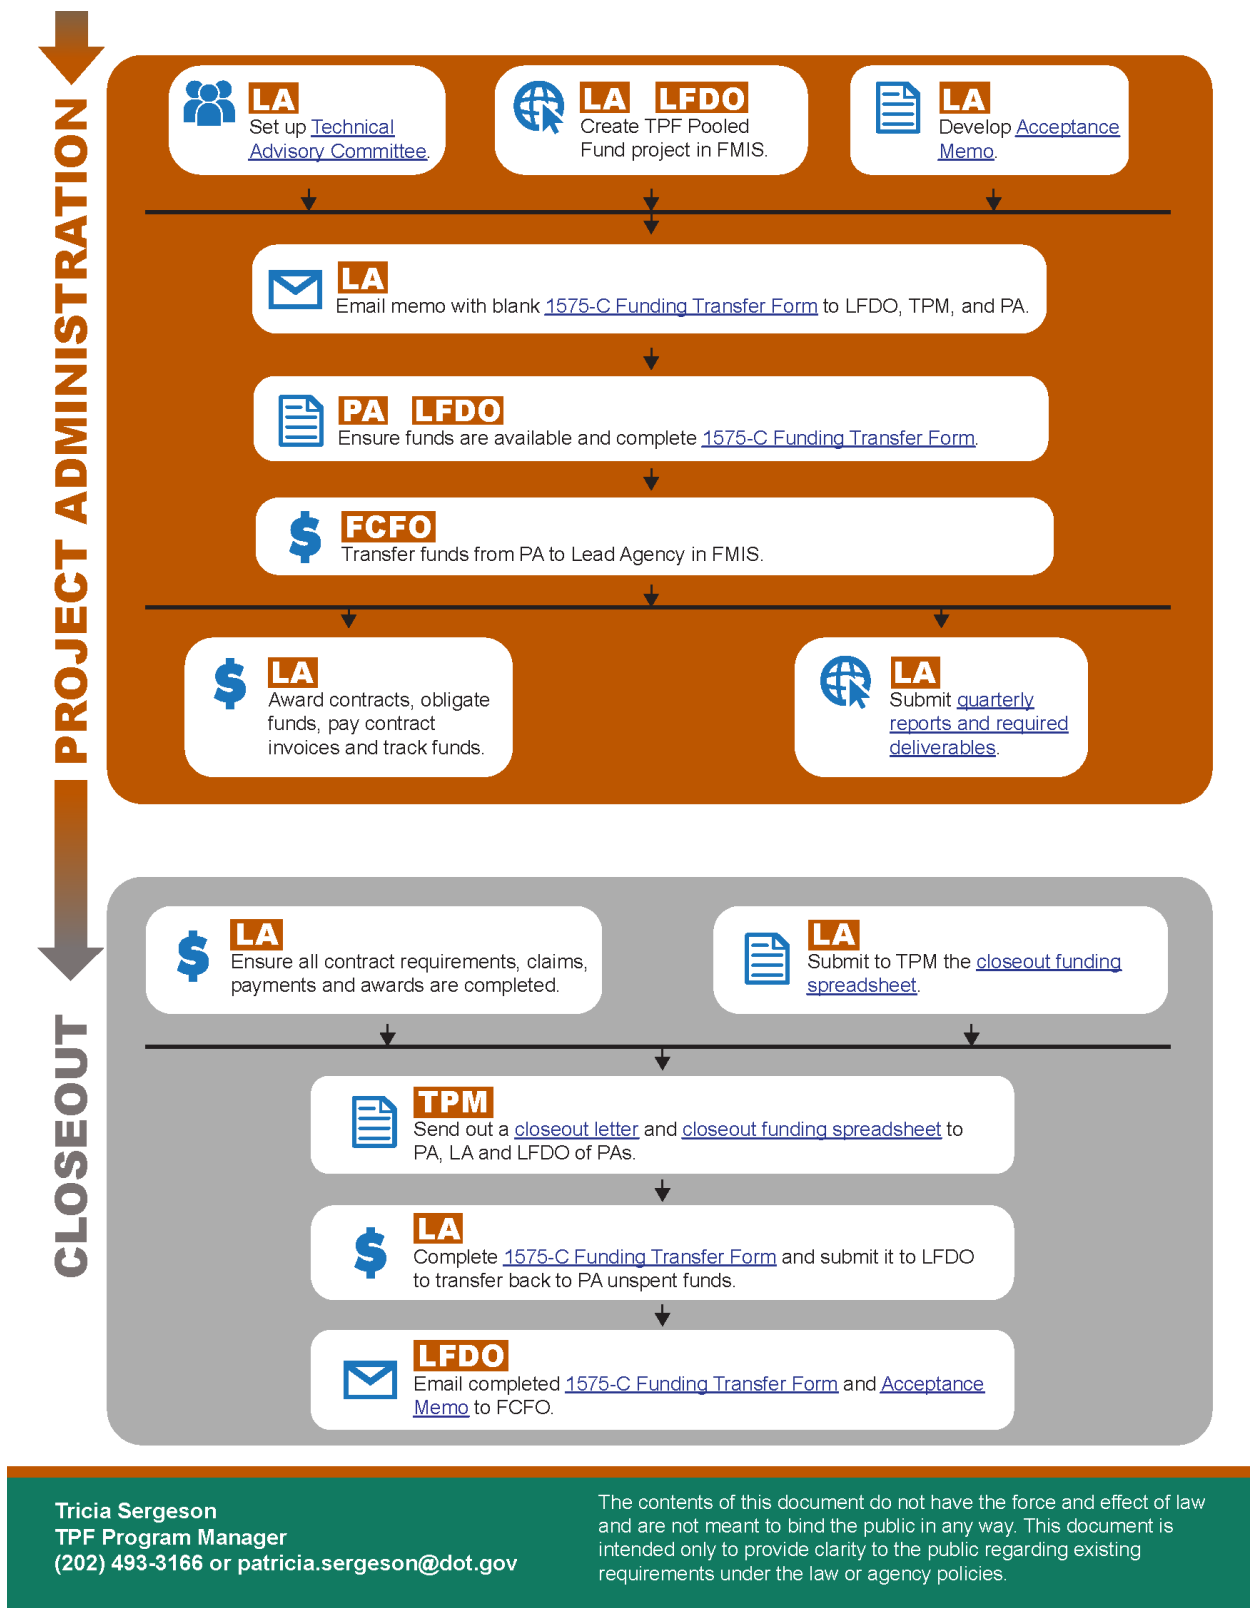 PROJECT ADMINISTRATION
LA
Set up Technical
Advisory Committee.
LA LFDO
Create TPF Pooled
Fund project in FMIS.
LA
Develop Acceptance
Memo.
LA
Email memo with blank 1575-C Funding Transfer Form to LFDO, TPM, and PA.
PA LFDO
Ensure funds are available and complete 1575-C Funding Transfer Form.
FCFO
Transfer funds from PA to Lead Agency in FMIS.
LA
Award contracts, obligate
funds, pay contract
invoices and track funds.
LA
Submit quarterly
reports and required
deliverables.
CLOSEOUT
LA
Ensure all contract requirements, claims,
payments and awards are completed.
LA
Submit to TPM the closeout funding
spreadsheet.
TPM
Send out a closeout letter and closeout funding spreadsheet to
PA, LA and LFDO of PAs.
LA
Complete 1575-C Funding Transfer Form and submit it to LFDO
to transfer back to PA unspent funds.
LFDO
Email completed 1575-C Funding Transfer Form and Acceptance
Memo to FCFO.
Tricia Sergeson
TPF Program Manager
(202) 493-3166 or patricia.sergeson@dot.gov
The contents of this document do not have the force and effect of law
and are not meant to bind the public in any way. This document is
intended only to provide clarity to the public regarding existing
requirements under the law or agency policies.